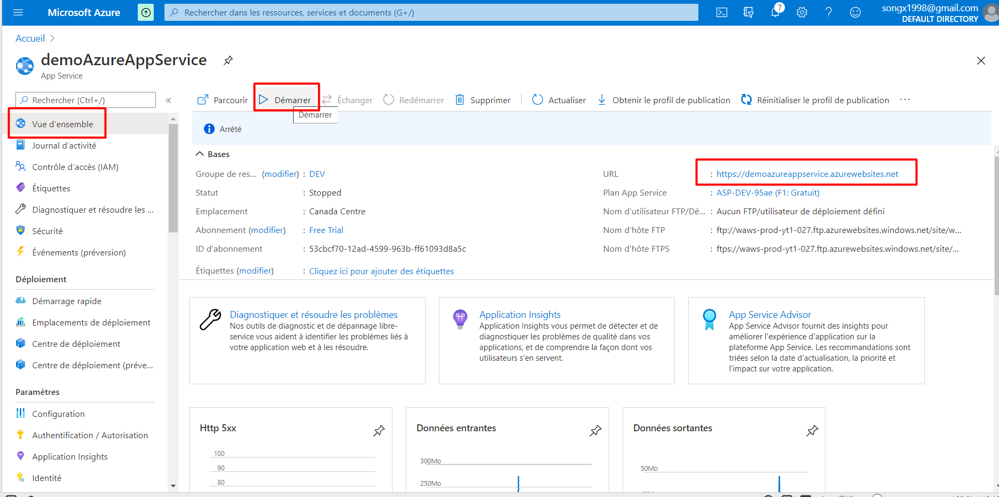 Microsoft Azure
Rechercher dans les ressources, services et documents (G+/)
7
songx1998@gmail.com
DEFAULT DIRECTORY
Accueil
demoAzureAppService
App Service
Rechercher (Ctrl+/)
«
Parcourir
Démarrer
Échanger
Redémarrer
Supprimer
Actualiser
Obtenir le profil de publication
Réinitialiser le profil de publication
...
Démarrer
Vue d'ensemble
Journal d'activité
Contrôle d'accès (IAM)
Étiquettes
Diagnostiquer et résoudre les ...
Sécurité
Événements (préversion)
Déploiement
Démarrage rapide
Emplacements de déploiement
Centre de déploiement
Centre de déploiement (préve...
Paramètres
Configuration
Authentification / Autorisation
Application Insights
Identité
Arrêté
Bases
Groupe de res... (modifier) : DEV
Statut : Stopped
Emplacement : Canada Centre
Abonnement (modifier) : Free Trial
ID d'abonnement : 53cbcf70-12ad-4599-963b-ff61093d8a5c
Étiquettes (modifier) : Cliquez ici pour ajouter des étiquettes
URL : https://demoazureappservice.azurewebsites.net
Plan App Service : ASP-DEV-95ae (F1: Gratuit)
Nom d'utilisateur FTP/Dé... : Aucun FTP/utilisateur de déploiement défini
Nom d'hôte FTP : ftp://waws-prod-yt1-027.ftp.azurewebsites.windows.net/site/w...
Nom d'hôte FTPS : ftps://waws-prod-yt1-027.ftp.azurewebsites.windows.net/site/...
Diagnostiquer et résoudre les problèmes
Nos outils de diagnostic et de dépannage libre-
service vous aident à identifier les problèmes liés à
votre application web et à les résoudre.
Application Insights
Application Insights vous permet de détecter et de
diagnostiquer les problèmes de qualité dans vos
applications, et de comprendre la façon dont vos
utilisateurs s'en servent.
App Service Advisor
App Service Advisor fournit des insights pour
améliorer l'expérience d'application sur la
plateforme App Service. Les recommandations sont
triées selon la date d'actualisation, la priorité et
l'impact sur votre application.
Http 5xx
100
90
80
Données entrantes
300Mo
250Mo
Données sortantes
50Mo